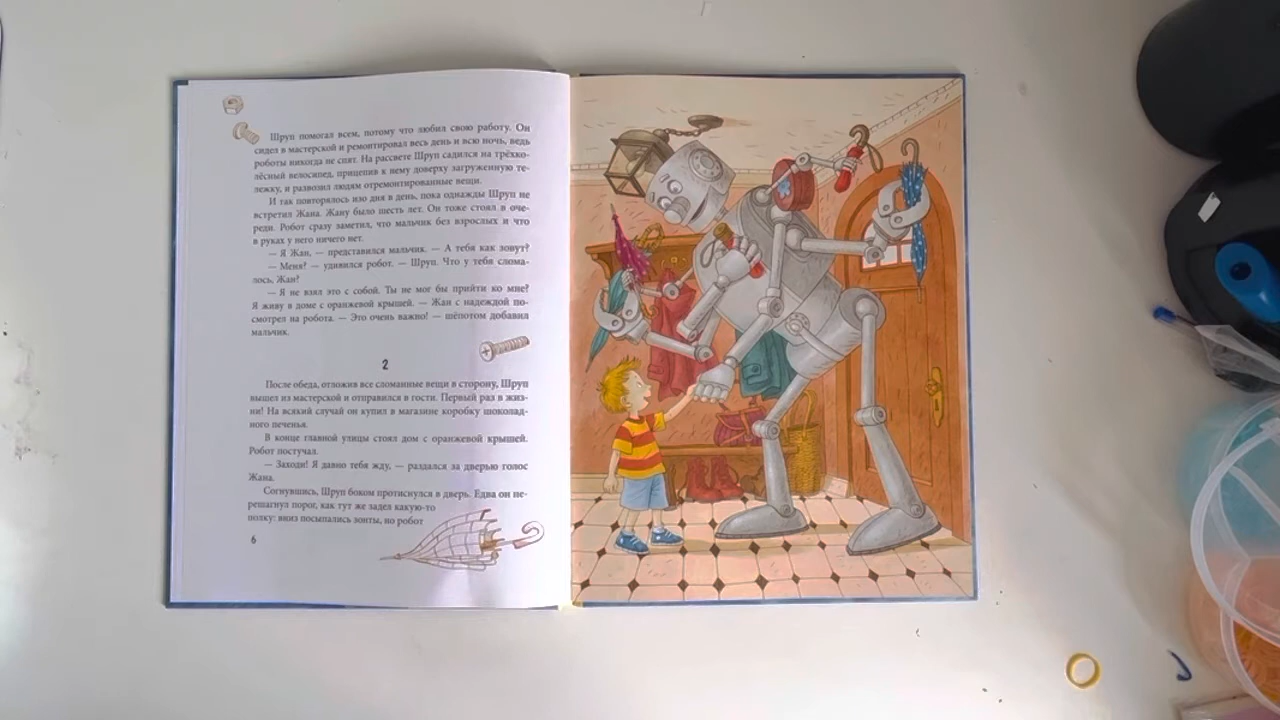 Шруп помогал всем, потому что любил свою работу. Он
сидел в мастерской и ремонтировал весь день и всю ночь, ведь
роботы никогда не спят. На рассвете Шруп садился на трёхко-
лёсный велосипед, прицепив к нему доверху загруженную те-
лежку, и развозил людям отремонтированные вещи.
И так повторялось изо дня в день, пока однажды Шруп не
встретил Жана. Жану было шесть лет. Он тоже стоял в оче-
реди. Робот сразу заметил, что мальчик без взрослых и что
в руках у него ничего нет.
— Я Жан, — представился мальчик. — А тебя как зовут?
— Меня? — удивился робот. — Шруп. Что у тебя слома-
лось, Жан?
— Я не взял это с собой. Ты не мог бы прийти ко мне?
Я живу в доме с оранжевой крышей. — Жан с надеждой по-
смотрел на робота. — Это очень важно! — шёпотом добавил
мальчик.
2
После обеда, отложив все сломанные вещи в сторону, Шруп
вышел из мастерской и отправился в гости. Первый раз в жиз-
ни! На всякий случай он купил в магазине коробку шоколад-
ного печенья.
В конце главной улицы стоял дом с оранжевой крышей.
Робот постучал.
— Заходи! Я давно тебя жду, — раздался за дверью голос
Жана.
Согнувшись, Шруп боком протиснулся в дверь. Едва он пе-
решагнул порог, как тут же задел какую-то
полку: вниз посыпались зонты, но робот
6